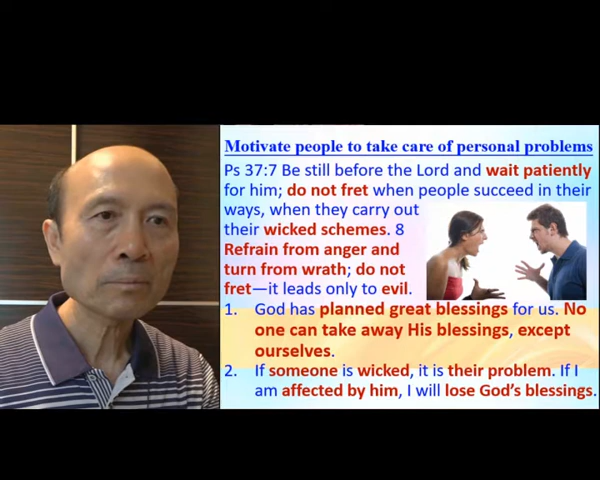 Motivate people to take care of personal problems
Ps 37:7 Be still before the Lord and wait patiently
for him; do not fret when people succeed in their
ways, when they carry out
their wicked schemes. 8
Refrain from anger and
turn from wrath; do not
fret—it leads only to evil.
1. God has planned great blessings for us. No
one can take away His blessings, except
ourselves.
2. If someone is wicked, it is their problem. If I
am affected by him, I will lose God's blessings.